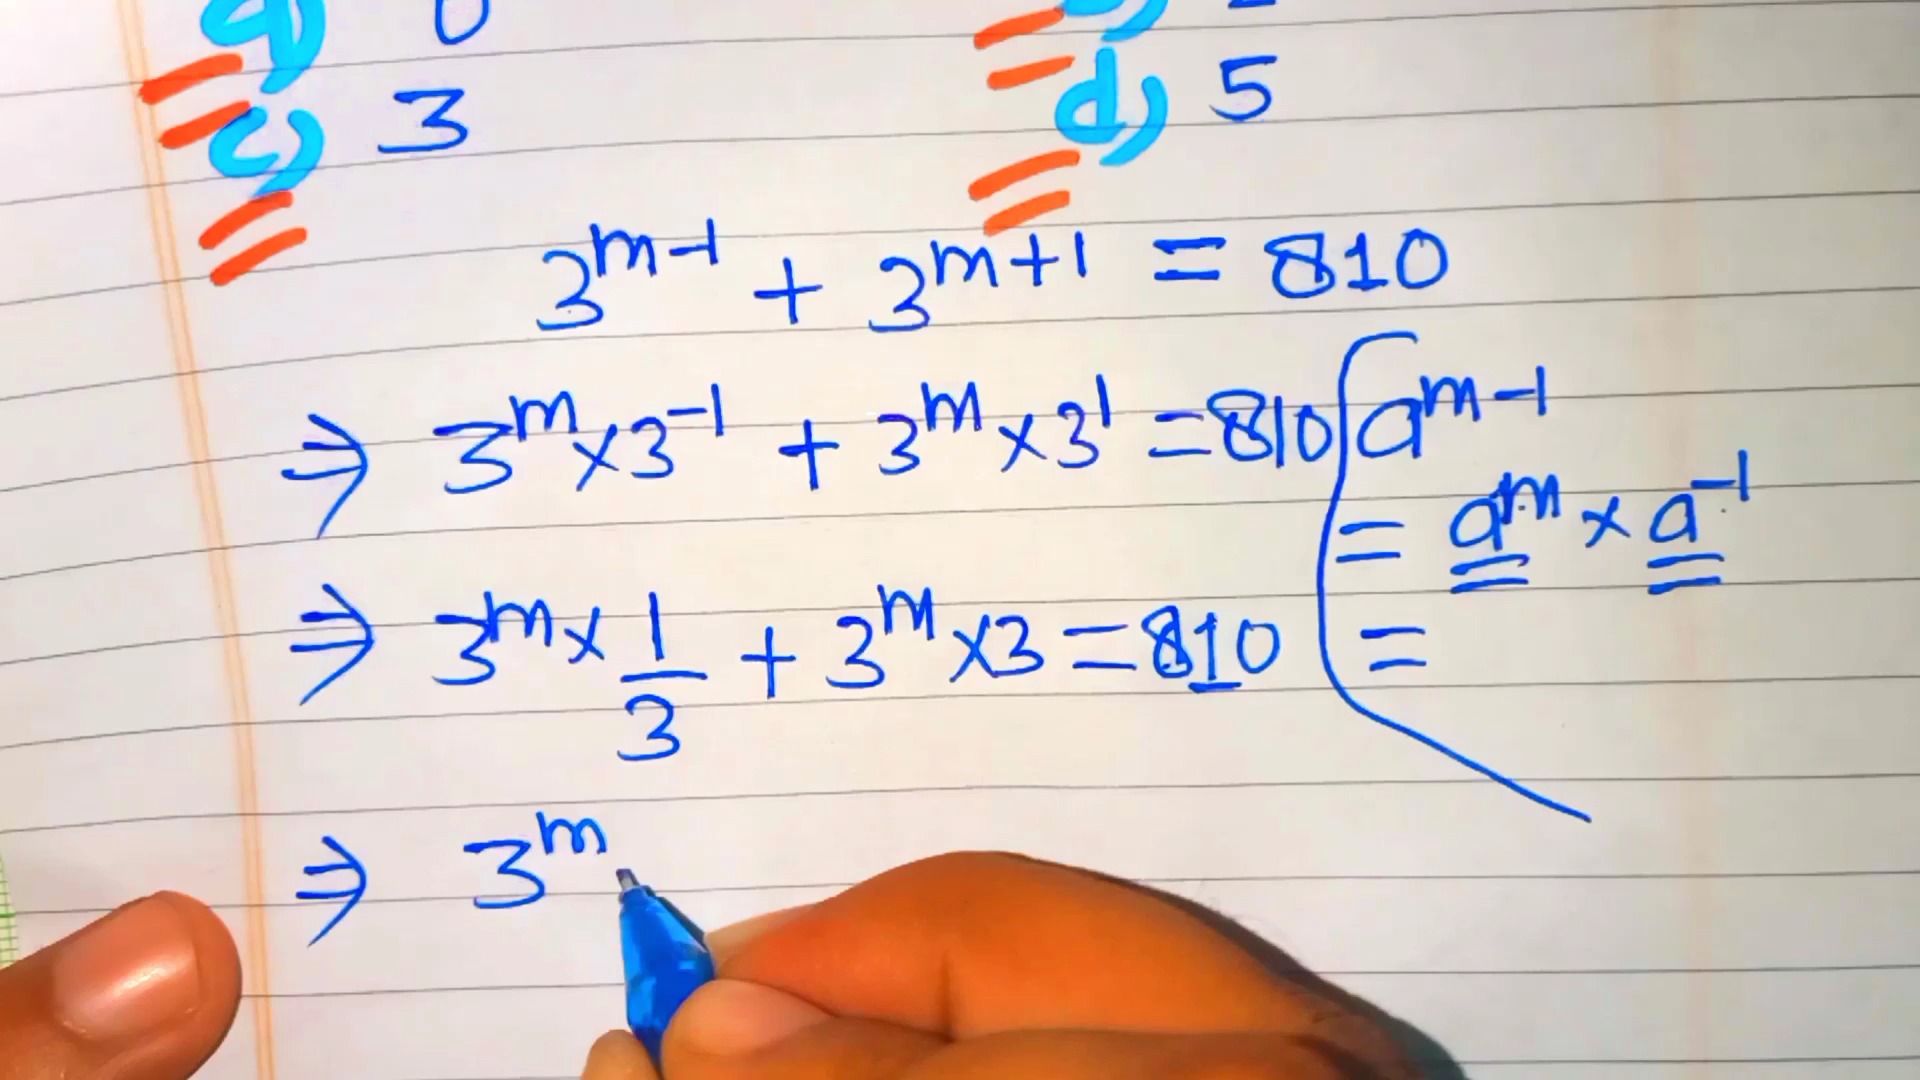 a) 0 b)
c) 3 d) 5
3^{m-1} + 3^{m+1} = 810
⇒ 3^m × 3^{-1} + 3^m × 3^1 = 810
a^{m-1}
= a^m × a^{-1}
=
⇒ 3^m × 1/3 + 3^m × 3 = 810
⇒ 3^m